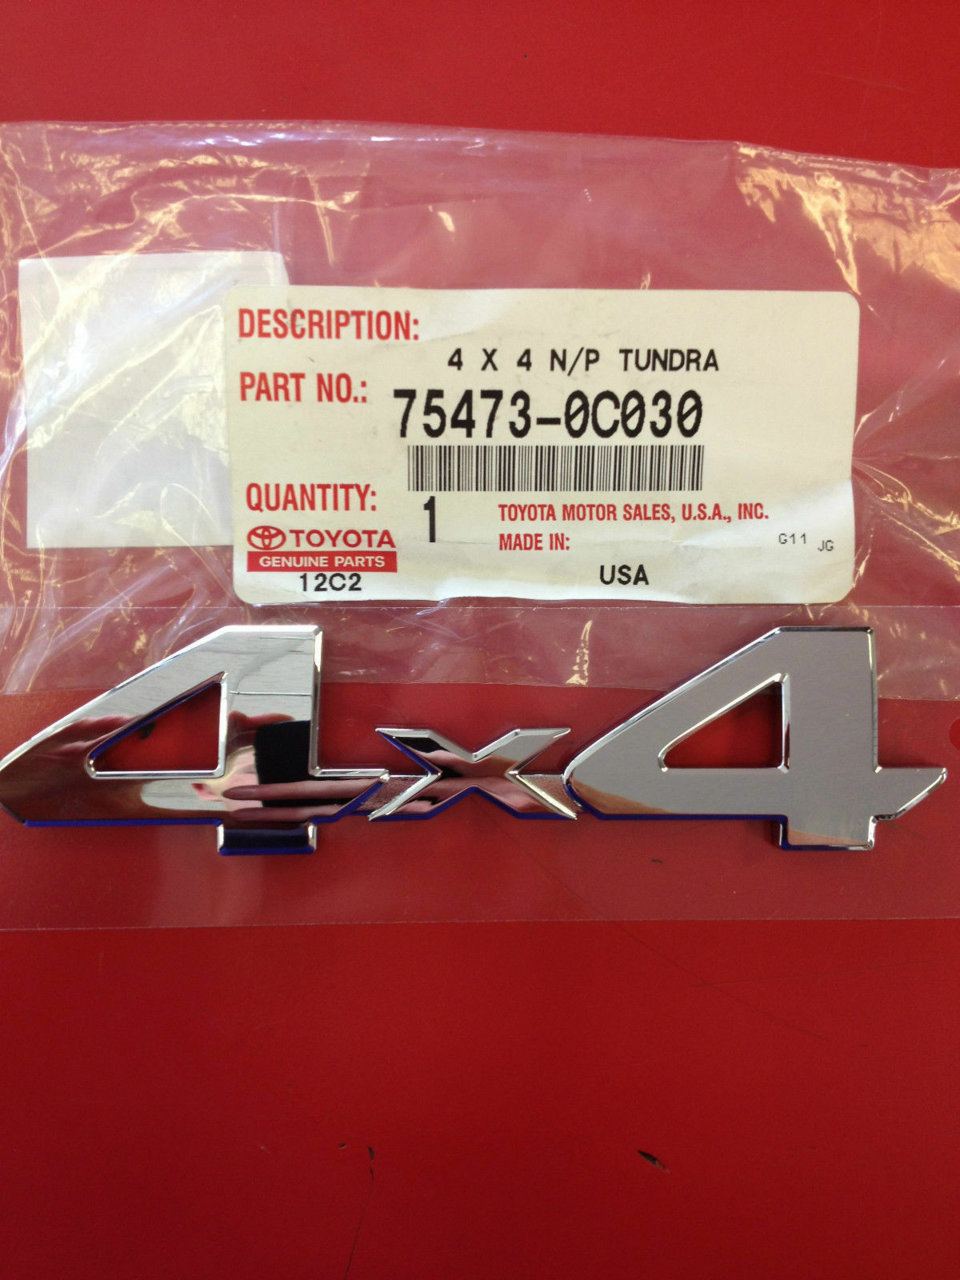 DESCRIPTION:
4 X 4 N/P TUNDRA
PART NO.:
75473-0C030
QUANTITY:
1
TOYOTA MOTOR SALES, U.S.A., INC.
TOYOTA
MADE IN:
G11 JG
GENUINE PARTS
12C2
USA
4x4